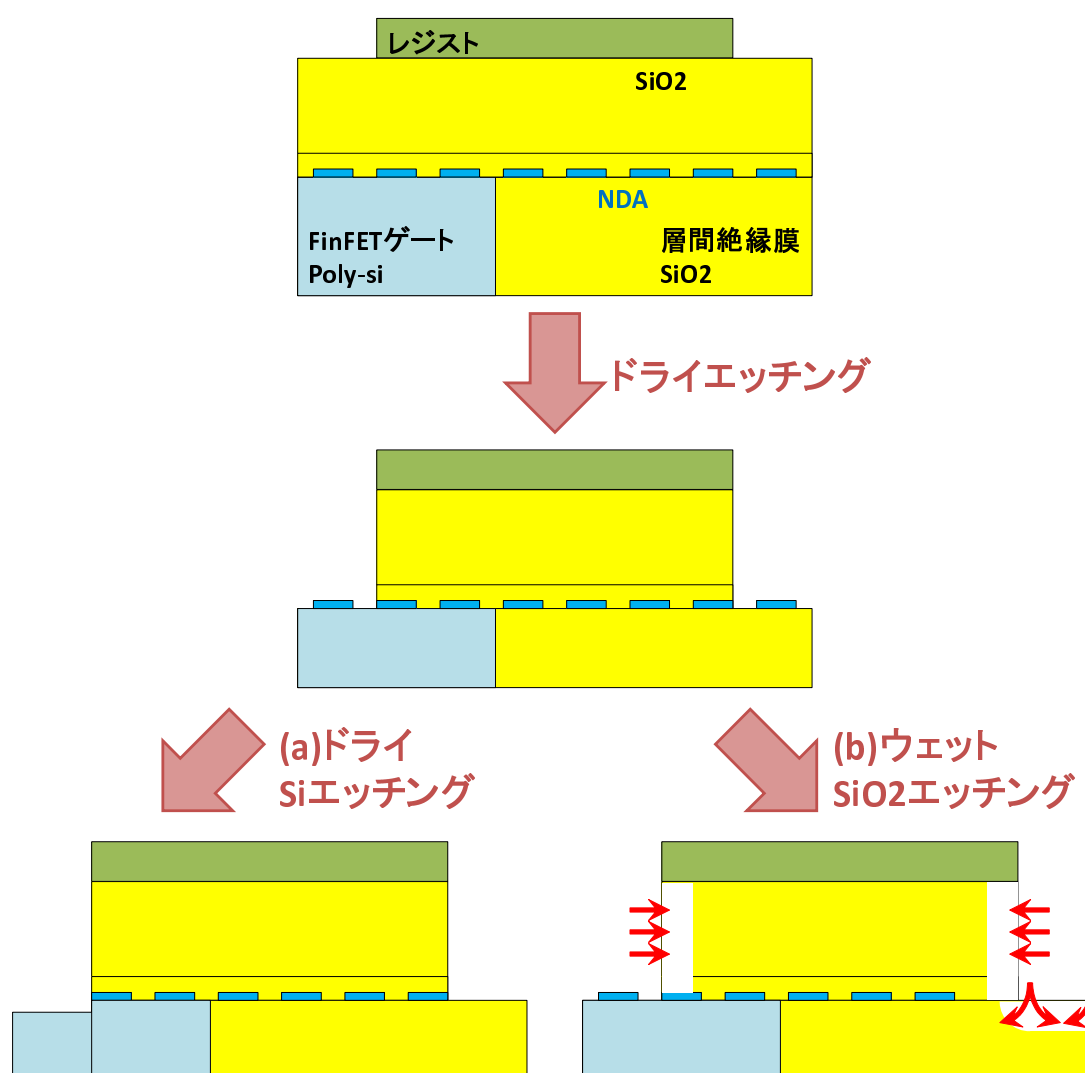 レジスト
SiO2
NDA
FinFETゲート
Poly-si
層間絶縁膜
SiO2
ドライエッチング
(a)ドライ
Siエッチング
(b)ウェット
SiO2エッチング